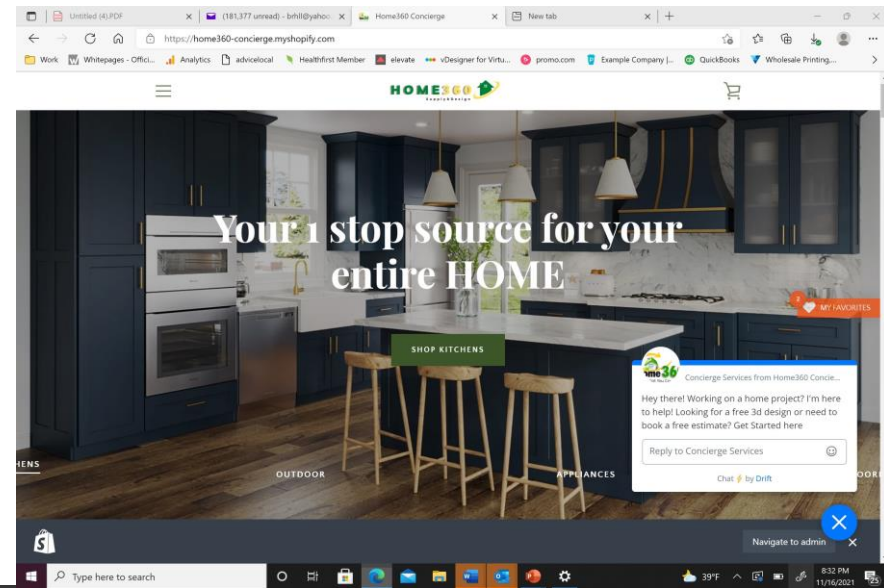 Untitled (4).PDF
(181,377 unread) - brhll@yahoo
Home360 Concierge
New tab
https://home360-concierge.myshopify.com
Work
Whitepages - Offici...
Analytics
advicelocal
Healthfirst Member
elevate
vDesigner for Virtu...
promo.com
Example Company |...
QuickBooks
Wholesale Printing,...
HOME360
Supply&Design
Your 1 stop source for your
entire HOME
SHOP KITCHENS
2
MY FAVORITES
Concierge Services from Home360 Concie...
Hey there! Working on a home project? I'm here
to help! Looking for a free 3d design or need to
book a free estimate? Get Started here
Reply to Concierge Services
Chat by Drift
HENS
OUTDOOR
APPLIANCES
Navigate to admin
Type here to search
39°F
8:32 PM
11/16/2021